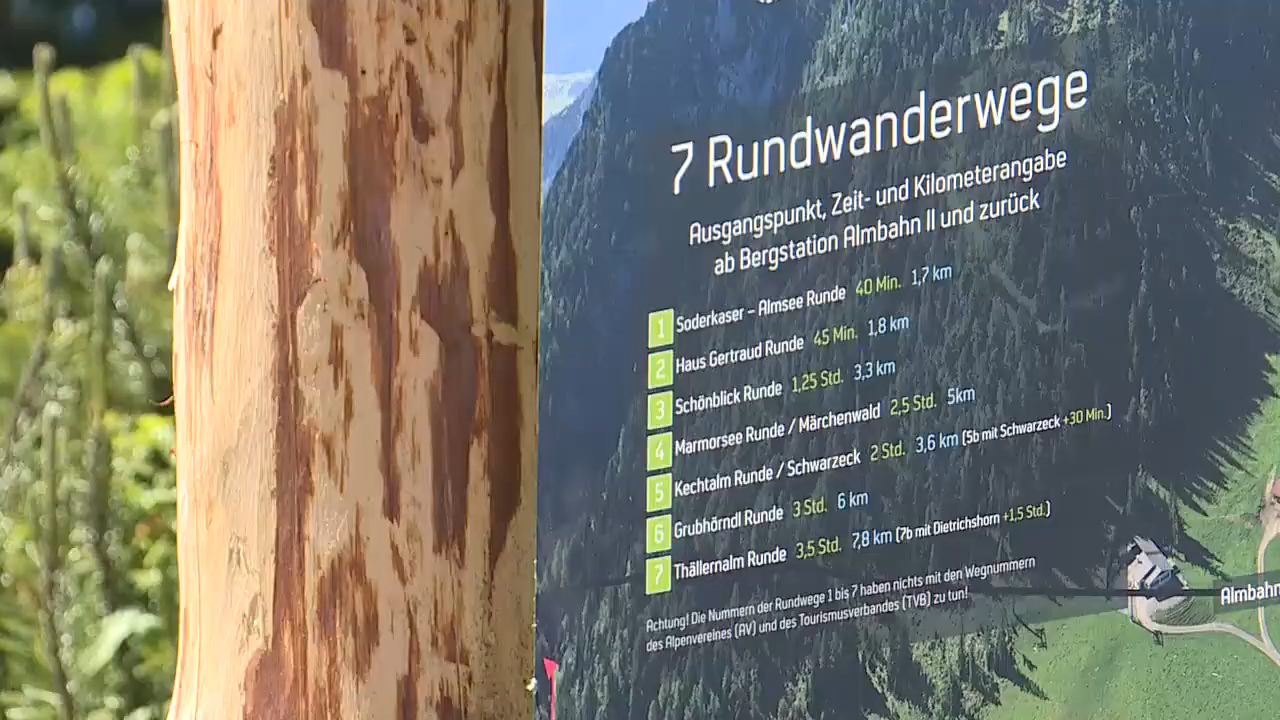 7 Rundwanderwege
Ausgangspunkt, Zeit- und Kilometerangabe
ab Bergstation Almbahn II und zurück
1 Soderkaser – Almsee Runde 40 Min. 1,7 km
2 Haus Gertraud Runde 45 Min. 1,8 km
3 Schönblick Runde 1,25 Std. 3,3 km
4 Marmorsee Runde / Märchenwald 2,5 Std. 5km
5 Kechtalm Runde / Schwarzeck 2 Std. 3,6 km (5b mit Schwarzeck +30 Min.)
6 Grubhörndl Runde 3 Std. 6 km
7 Thällernalm Runde 3,5 Std. 7,8 km (7b mit Dietrichshorn +1,5 Std.)
Achtung! Die Nummern der Rundwege 1 bis 7 haben nichts mit den Wegnummern
des Alpenvereines (AV) und des Tourismusverbandes (TVB) zu tun!
Almbahn